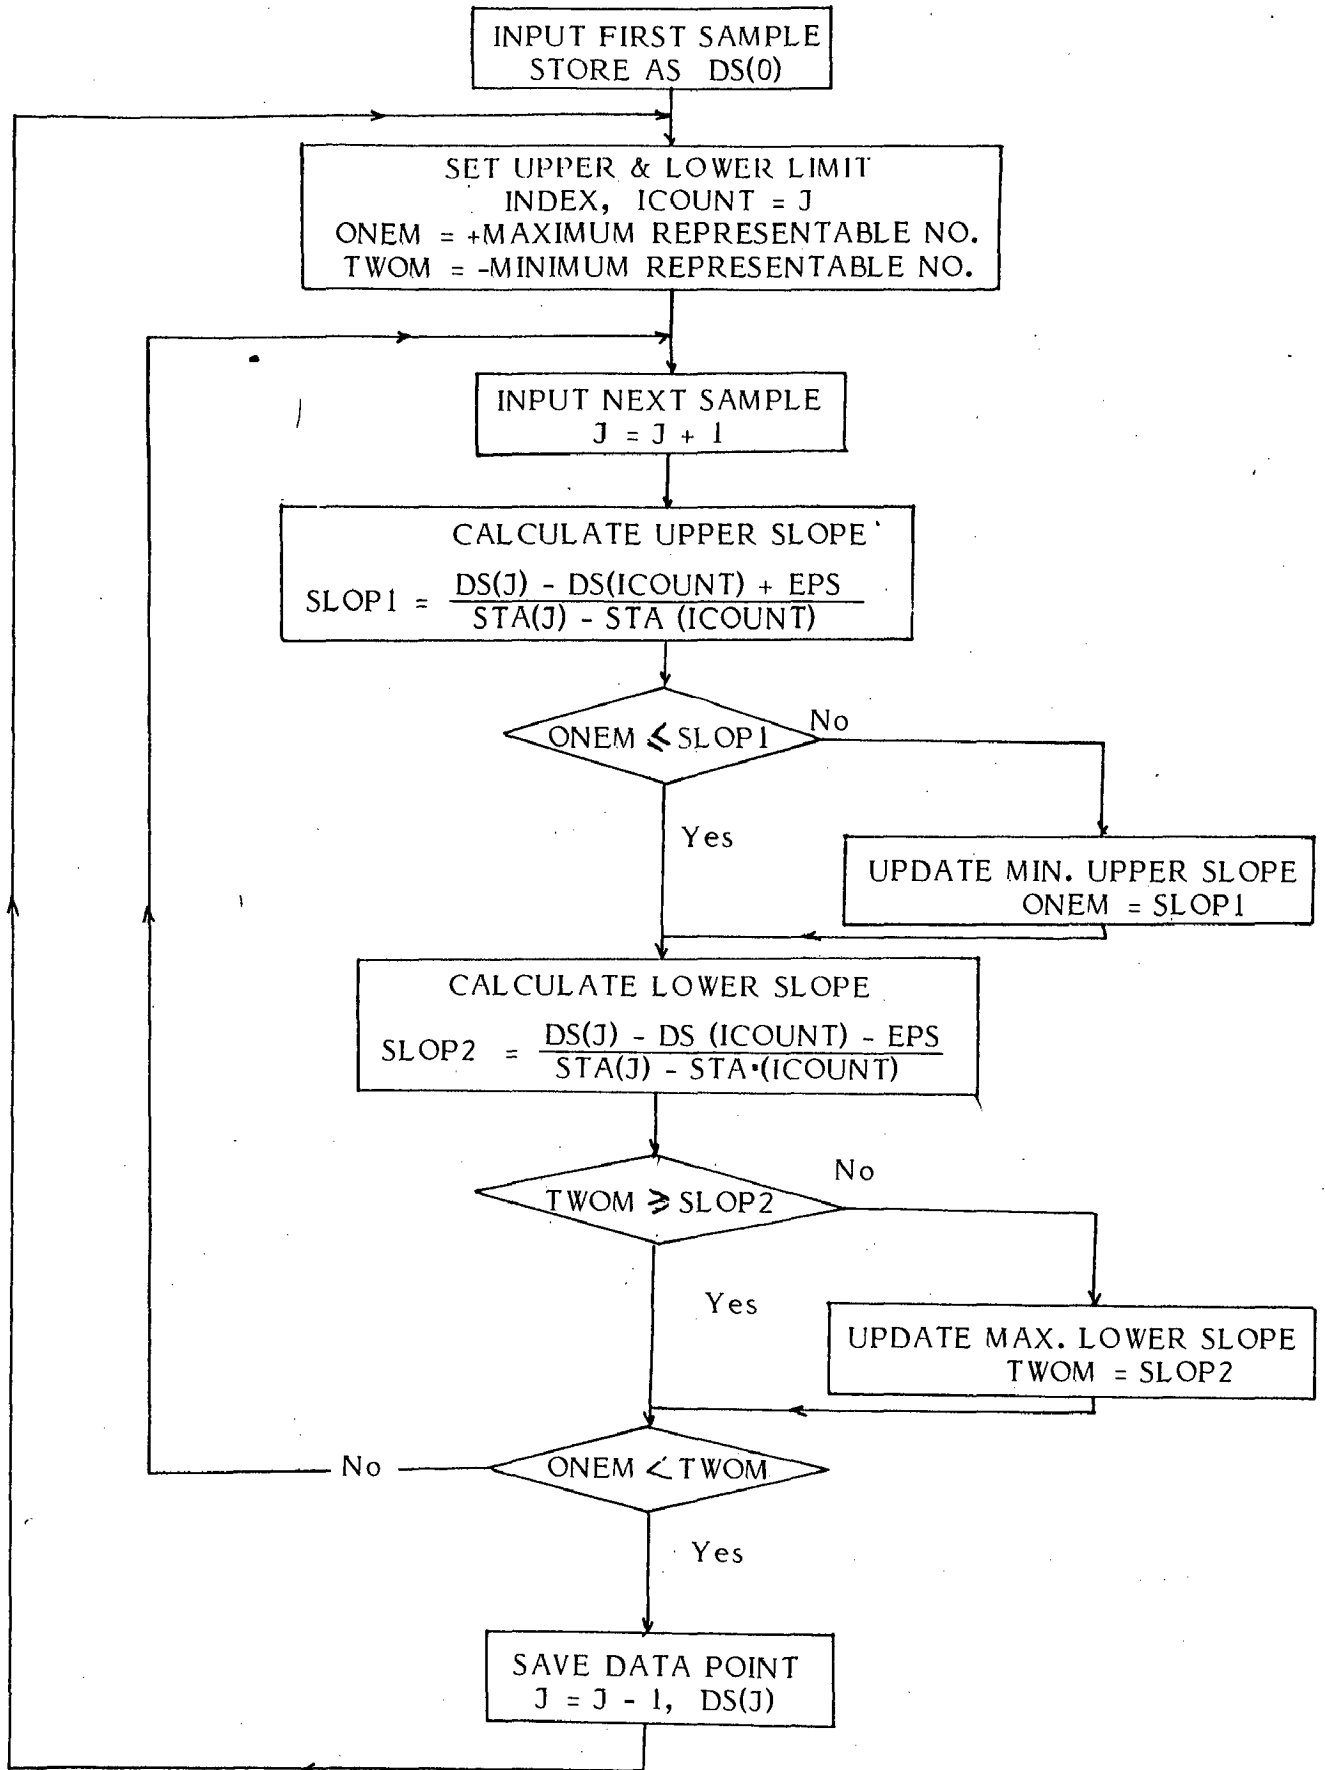 INPUT FIRST SAMPLE
STORE AS DS(0)
SET UPPER & LOWER LIMIT
INDEX, ICOUNT = J
ONEM = +MAXIMUM REPRESENTABLE NO.
TWOM = -MINIMUM REPRESENTABLE NO.
INPUT NEXT SAMPLE
J = J + 1
CALCULATE UPPER SLOPE
SLOP1 = DS(J) - DS(ICOUNT) + EPS
STA(J) - STA (ICOUNT)
ONEM ⩽ SLOP1
No
Yes
UPDATE MIN. UPPER SLOPE
ONEM = SLOP1
CALCULATE LOWER SLOPE
SLOP2 = DS(J) - DS (ICOUNT) - EPS
STA(J) - STA (ICOUNT)
TWOM ⩾ SLOP2
No
Yes
UPDATE MAX. LOWER SLOPE
TWOM = SLOP2
No
ONEM < TWOM
Yes
SAVE DATA POINT
J = J - 1, DS(J)